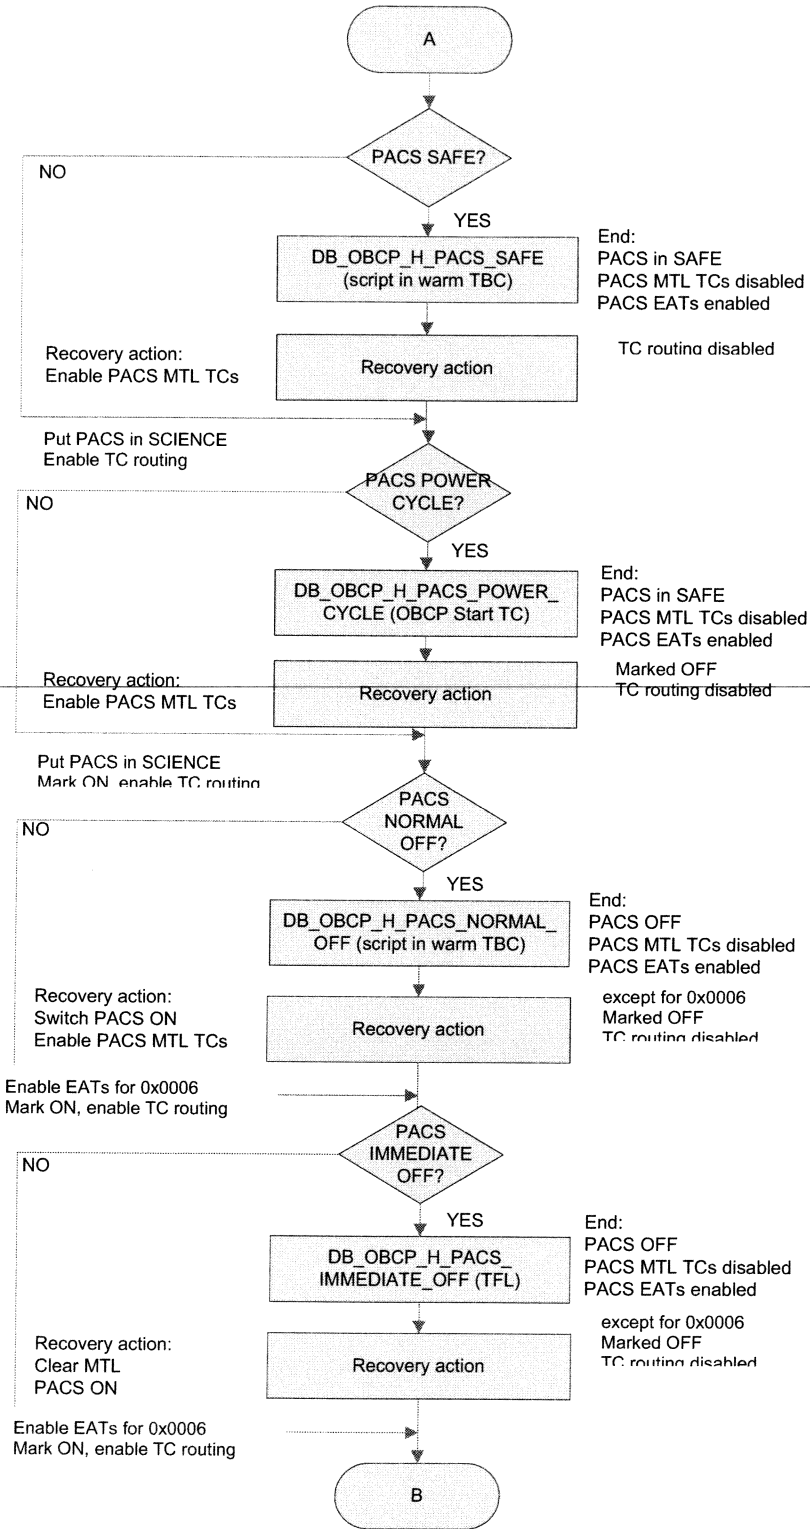 A
PACS SAFE?
NO
YES
DB_OBCP_H_PACS_SAFE
(script in warm TBC)
End:
PACS in SAFE
PACS MTL TCs disabled
PACS EATs enabled
TC routing disabled
Recovery action:
Enable PACS MTL TCs
Recovery action
Put PACS in SCIENCE
Enable TC routing
PACS POWER
CYCLE?
NO
YES
DB_OBCP_H_PACS_POWER_
CYCLE (OBCP Start TC)
End:
PACS in SAFE
PACS MTL TCs disabled
PACS EATs enabled
Marked OFF
TC routing disabled
Recovery action:
Enable PACS MTL TCs
Recovery action
Put PACS in SCIENCE
Mark ON, enable TC routing
PACS
NORMAL
OFF?
NO
YES
DB_OBCP_H_PACS_NORMAL_
OFF (script in warm TBC)
End:
PACS OFF
PACS MTL TCs disabled
PACS EATs enabled
except for 0x0006
Marked OFF
TC routing disabled
Recovery action:
Switch PACS ON
Enable PACS MTL TCs
Recovery action
Enable EATs for 0x0006
Mark ON, enable TC routing
PACS
IMMEDIATE
OFF?
NO
YES
DB_OBCP_H_PACS_
IMMEDIATE_OFF (TFL)
End:
PACS OFF
PACS MTL TCs disabled
PACS EATs enabled
except for 0x0006
Marked OFF
TC routing disabled
Recovery action:
Clear MTL
PACS ON
Recovery action
Enable EATs for 0x0006
Mark ON, enable TC routing
B